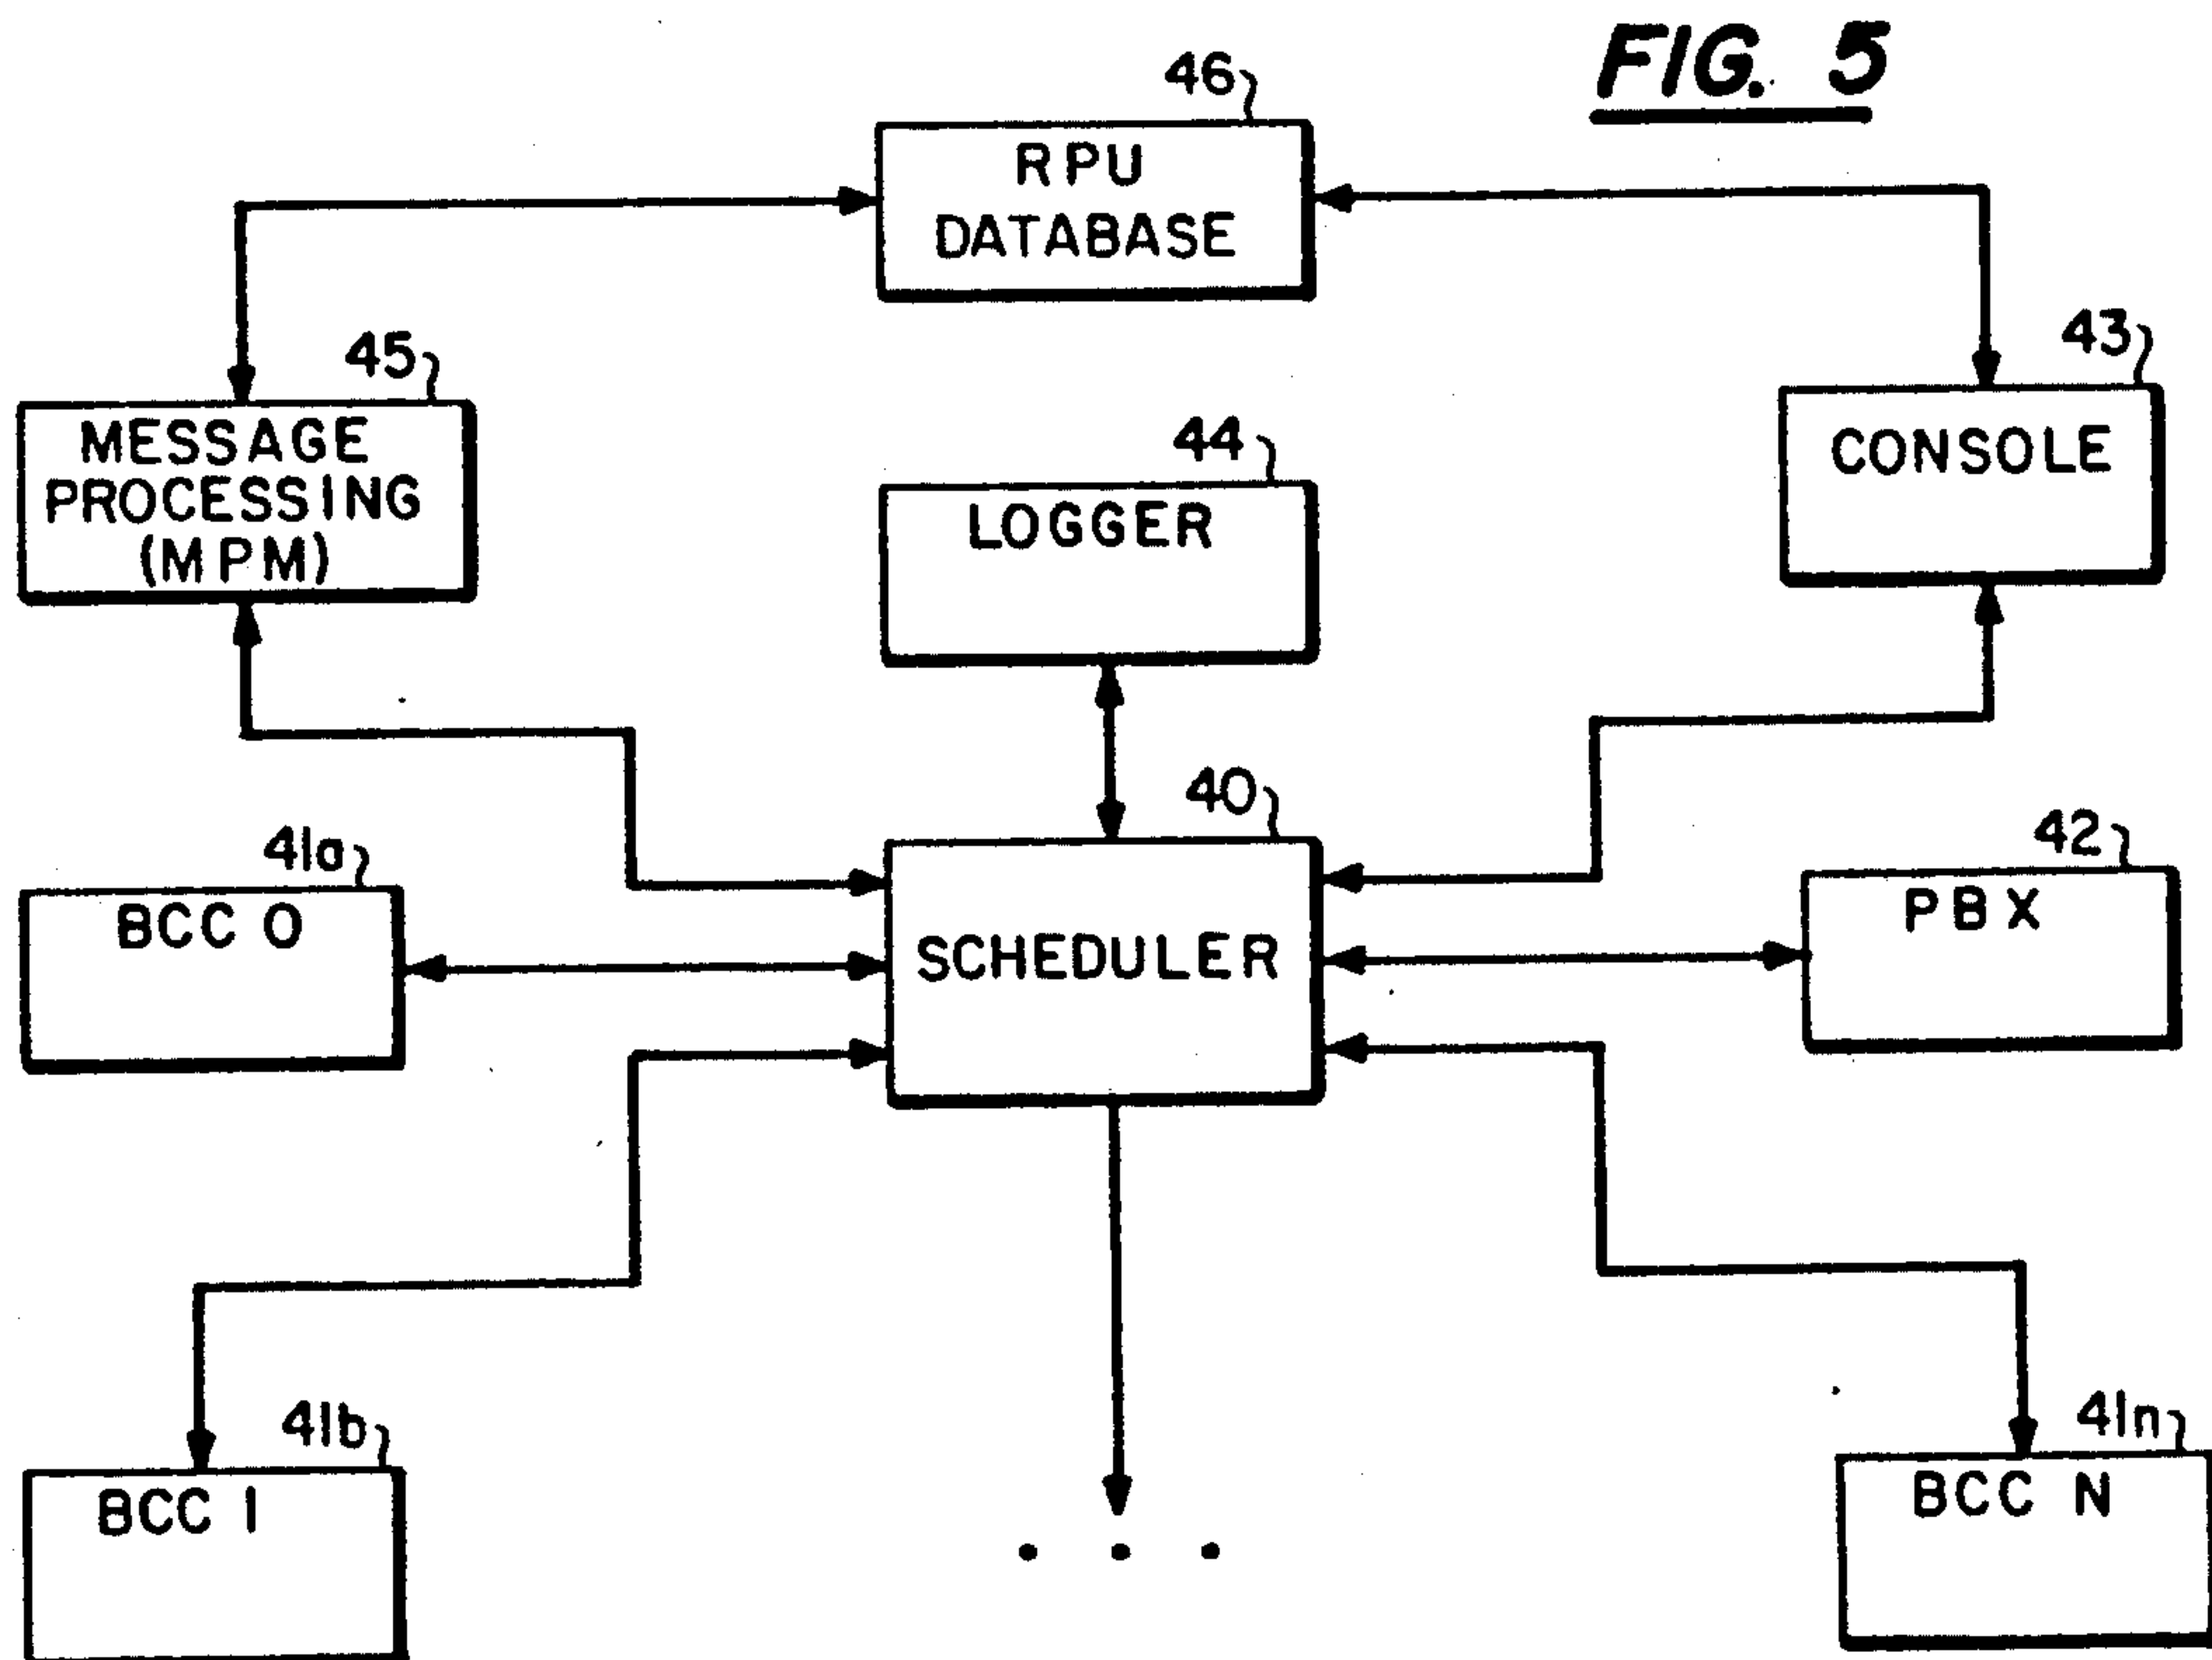 FIG. 5
46
RPU
DATABASE
45
MESSAGE
PROCESSING
(MPM)
44
LOGGER
43
CONSOLE
40
SCHEDULER
41a
BCC 0
42
PBX
41b
BCC 1
. . .
41n
BCC N